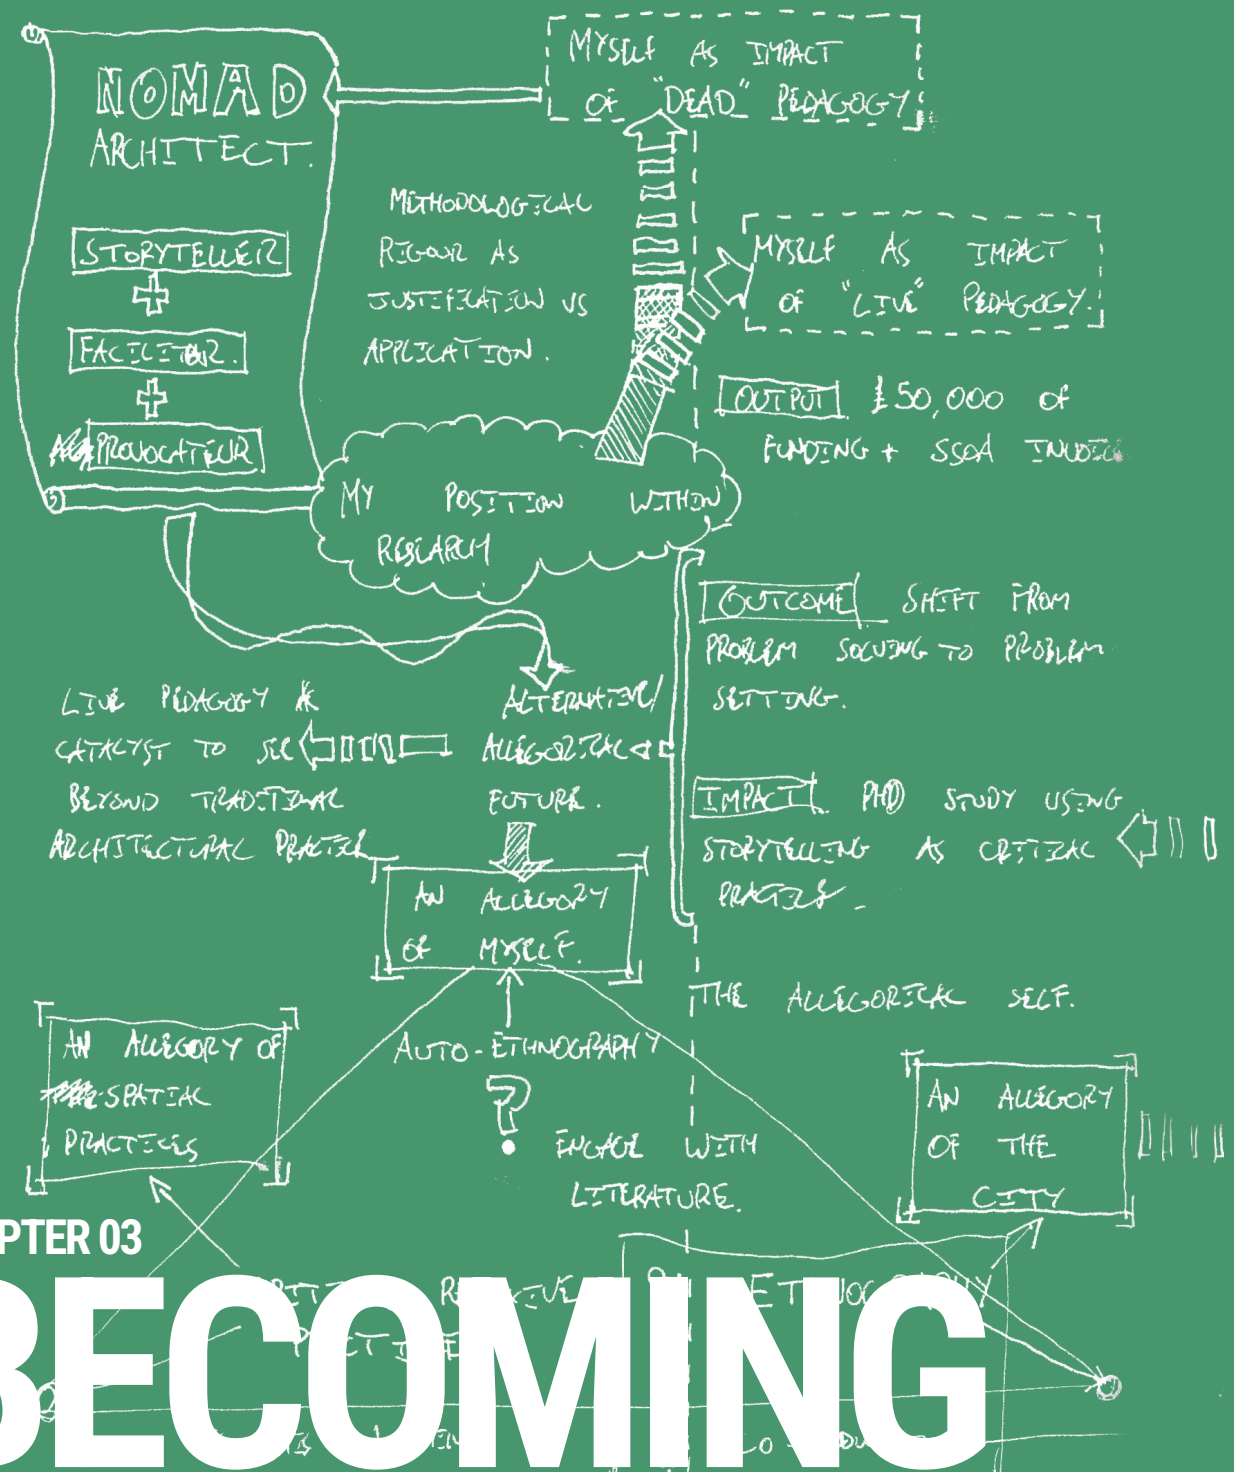 NOMAD
ARCHITECT.
STORYTELLER
+
FACILITATOR.
+
PROVOCATEUR
MYSELF AS IMPACT
OF "DEAD" PEDAGOGY
METHODOLOGICAL
RIGOUR AS
JUSTIFICATION VS
APPLICATION.
MYSELF AS IMPACT
OF "LIVE" PEDAGOGY.
OUTPUT £50,000 OF
FUNDING + SSOA
MY POSITION WITHIN
RESEARCH
OUTCOME SHIFT FROM
PROBLEM SOLVING TO PROBLEM
SETTING.
LIVE PEDAGOGY AS
CATALYST TO SEE
BEYOND TRADITIONAL
ARCHITECTURAL PRACTICE
ALTERNATIVE/
ALLEGORICAL
FUTURE.
IMPACT PHD STUDY USING
STORYTELLING AS CRITICAL
PRACTICE
AN ALLEGORY
OF MYSELF.
THE ALLEGORICAL SELF.
AUTO-ETHNOGRAPHY
?
ENGAGE WITH
LITERATURE.
AN ALLEGORY OF
SPATIAL
PRACTICES
AN ALLEGORY
OF THE
CITY
PTER 03
BECOMING